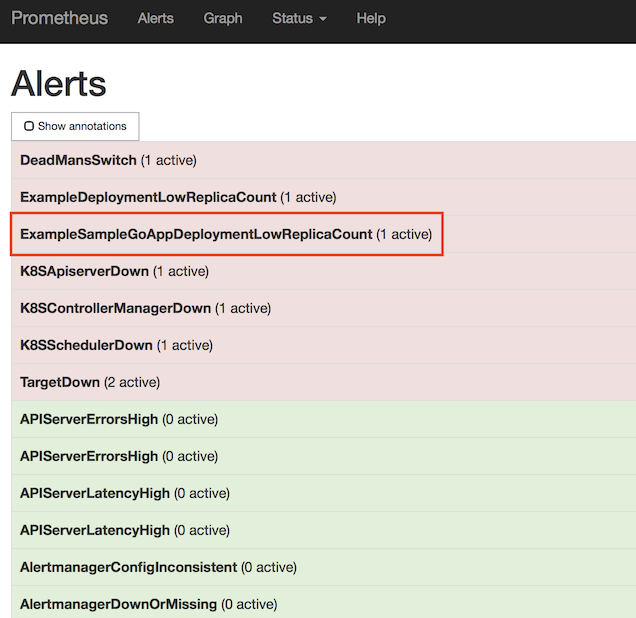 Prometheus Alerts Graph Status Help
Alerts
Show annotations
DeadMansSwitch (1 active)
ExampleDeploymentLowReplicaCount (1 active)
ExampleSampleGoAppDeploymentLowReplicaCount (1 active)
K8SApiserverDown (1 active)
K8SControllerManagerDown (1 active)
K8SSchedulerDown (1 active)
TargetDown (2 active)
APIServerErrorsHigh (0 active)
APIServerErrorsHigh (0 active)
APIServerLatencyHigh (0 active)
APIServerLatencyHigh (0 active)
AlertmanagerConfigInconsistent (0 active)
AlertmanagerDownOrMissing (0 active)